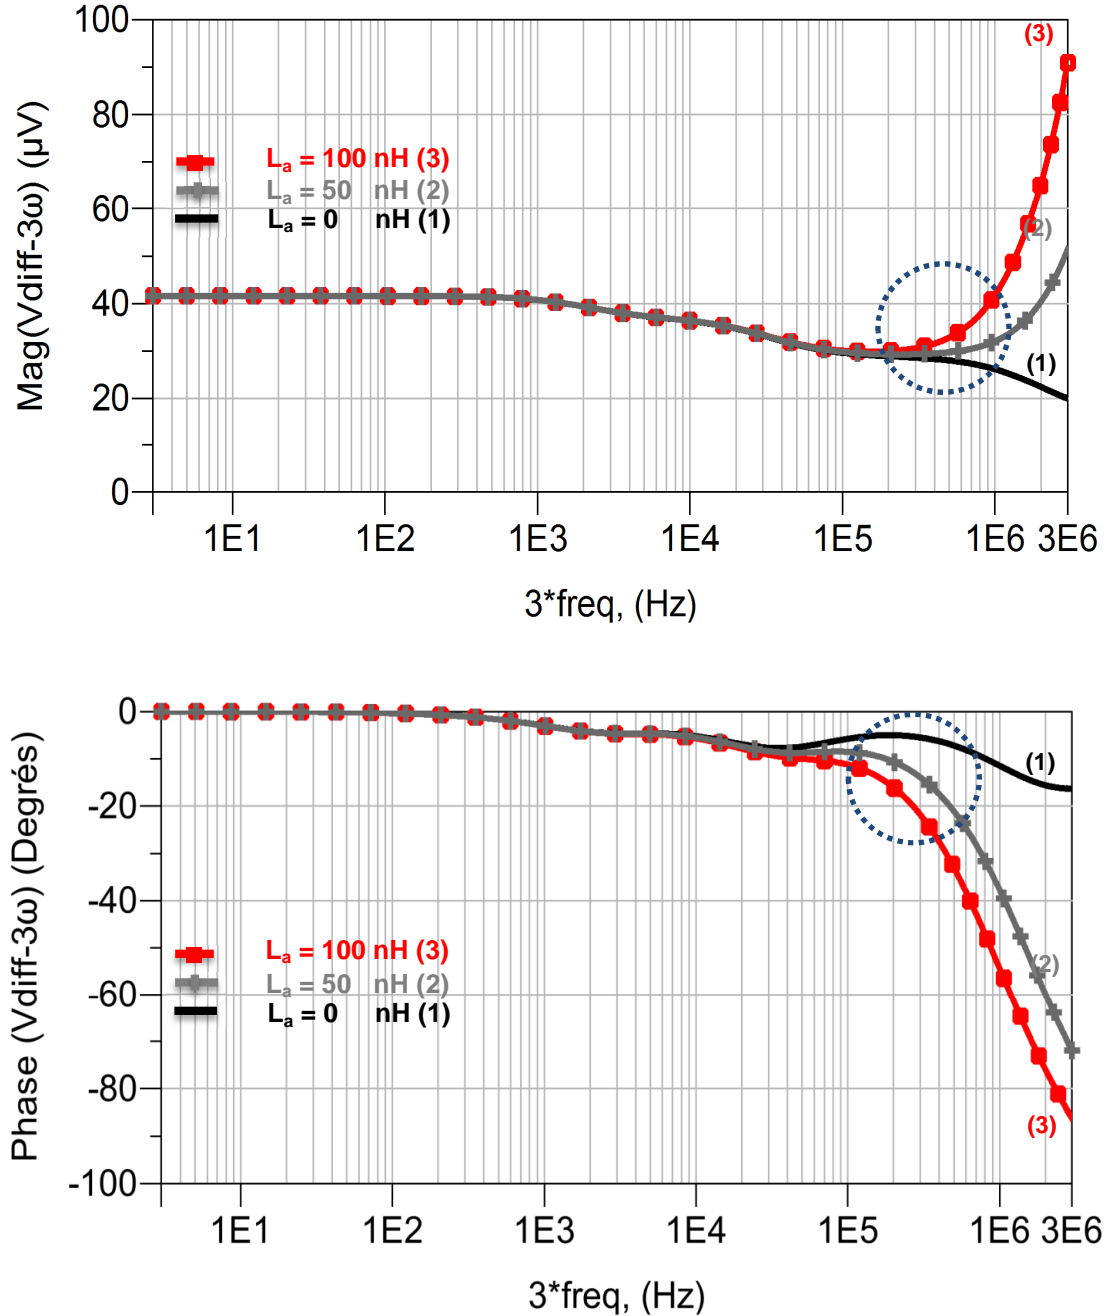 100
80
60
40
20
0
Mag(Vdiff-3ω) (µV)
(3)
Lₐ = 100 nH (3)
Lₐ = 50 nH (2)
Lₐ = 0 nH (1)
(2)
(1)
1E1 1E2 1E3 1E4 1E5 1E6 3E6
3*freq, (Hz)
0
-20
-40
-60
-80
-100
Phase (Vdiff-3ω) (Degrés)
(1)
Lₐ = 100 nH (3)
Lₐ = 50 nH (2)
Lₐ = 0 nH (1)
(2)
(3)
1E1 1E2 1E3 1E4 1E5 1E6 3E6
3*freq, (Hz)